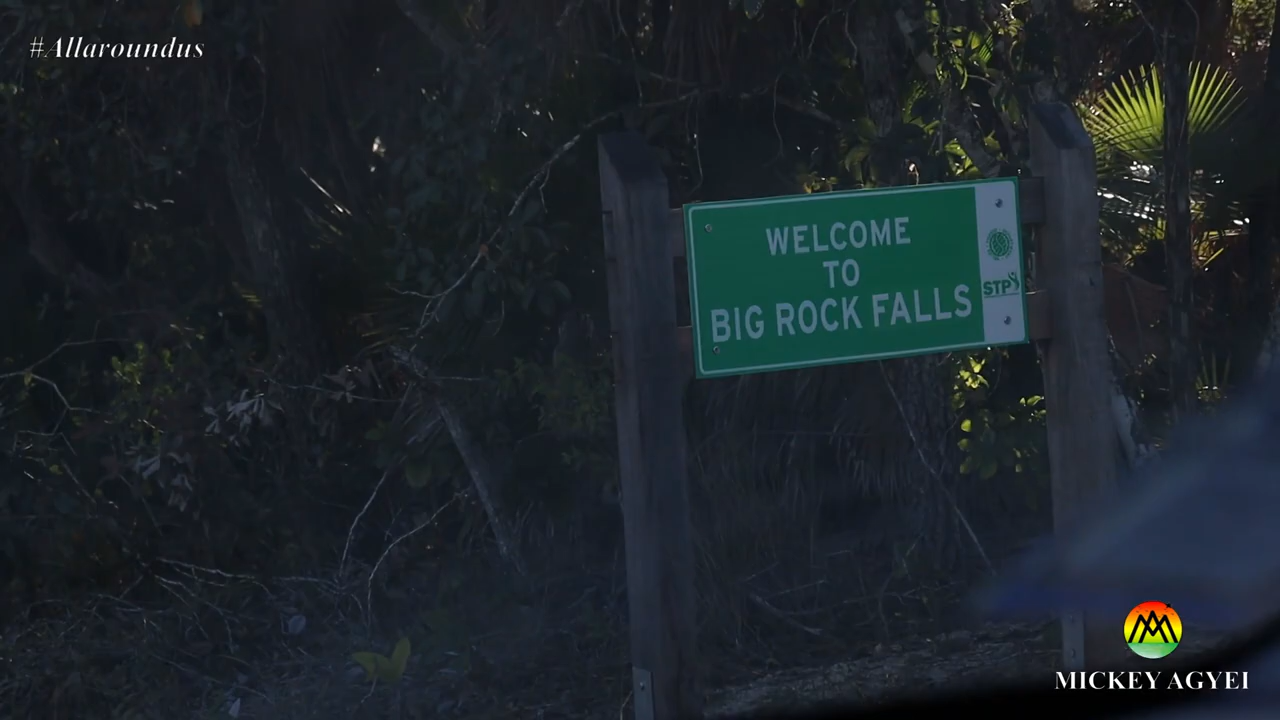 #Allaroundus
WELCOME
TO
BIG ROCK FALLS
STP
MICKEY AGYEI